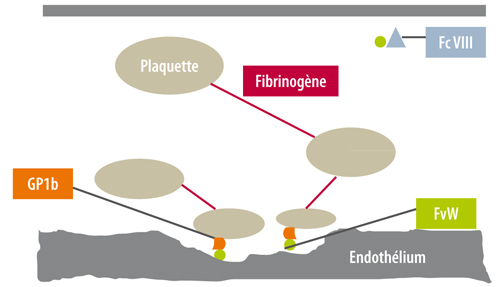 Fc VIII
Plaquette
Fibrinogène
GP1b
FvW
Endothélium